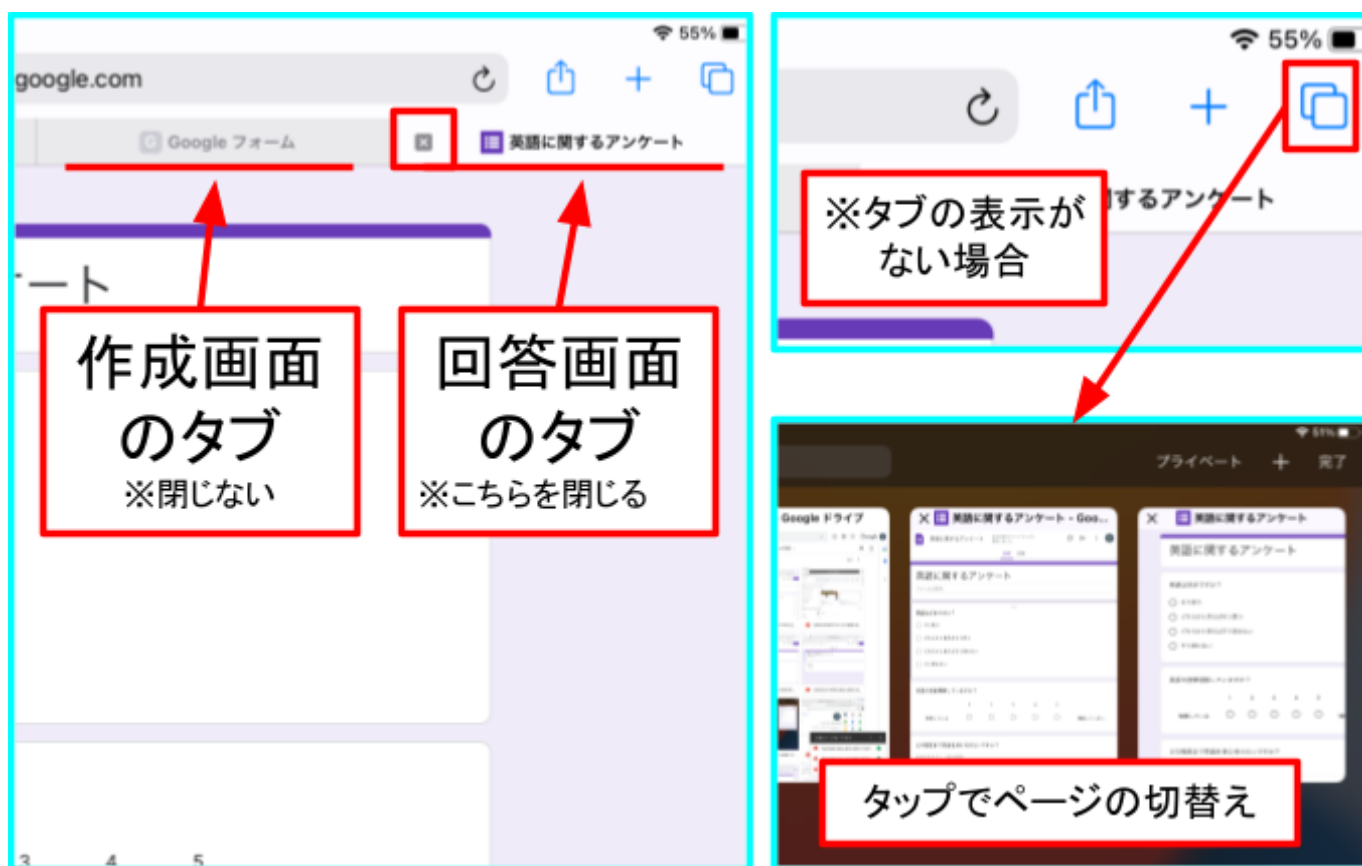 55%
google.com
Google フォーム
英語に関するアンケート
ート
作成画面
のタブ
※閉じない
回答画面
のタブ
※こちらを閉じる
3 4 5
55%
するアンケート
※タブの表示が
ない場合
51%
プライベート + 完了
Google ドライブ
英語に関するアンケート - Goo...
英語に関するアンケート
英語に関するアンケート
英語に関するアンケート
タップでページの切替え